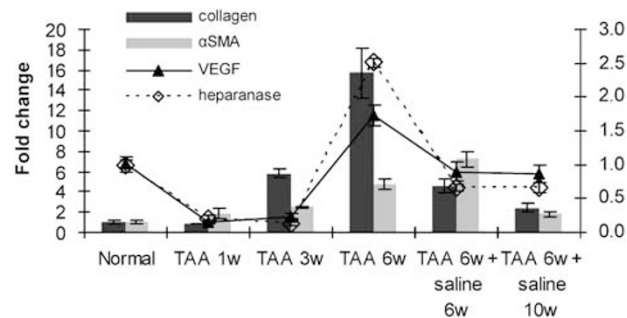 collagen
αSMA
VEGF
heparanase
Fold change
20
18
16
14
12
10
8
6
4
2
0
3.0
2.5
2.0
1.5
1.0
0.5
0.0
Normal TAA 1w TAA 3w TAA 6w TAA 6w + TAA 6w +
saline saline
6w 10w